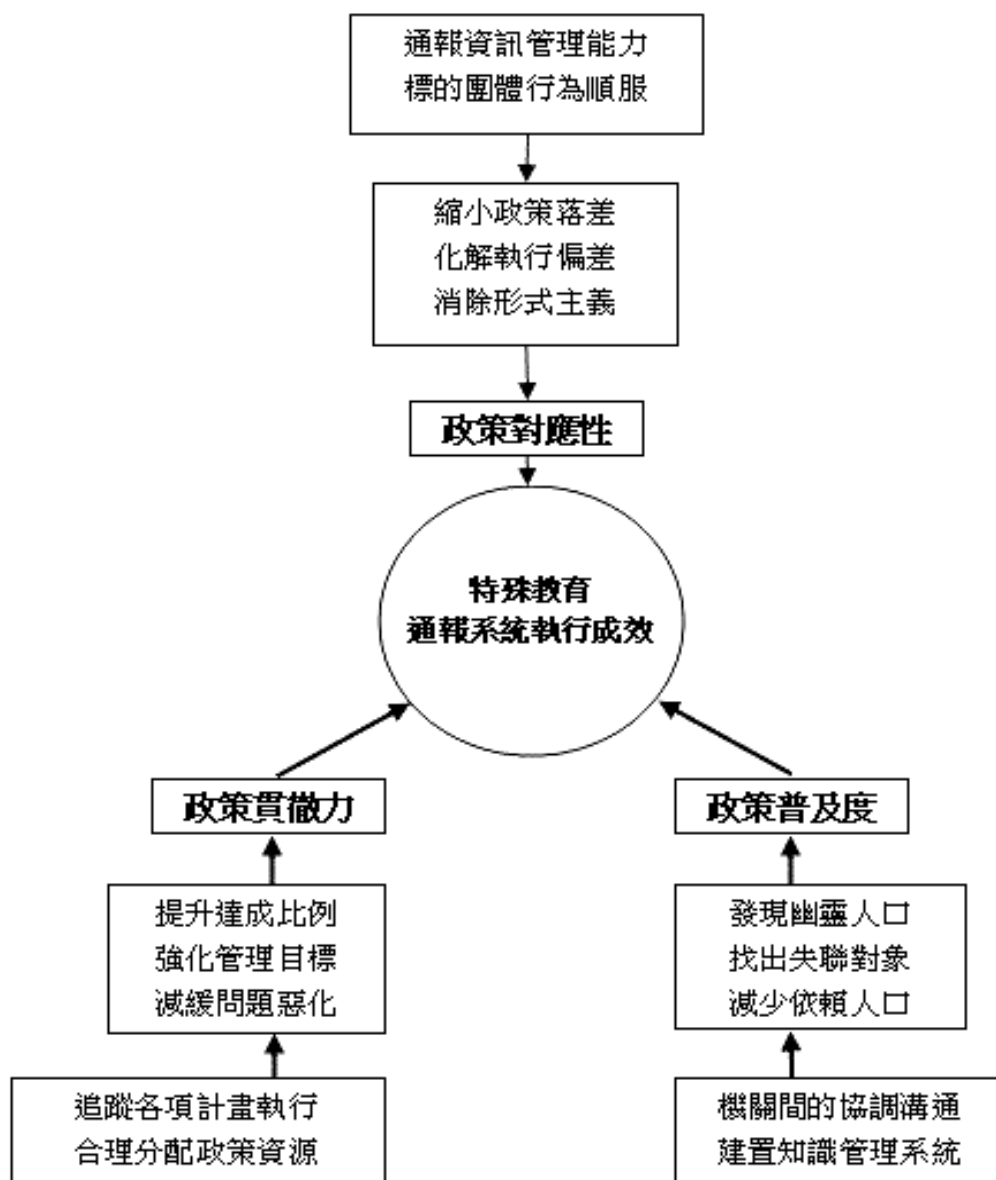 通報資訊管理能力
標的團體行為順服
縮小政策落差
化解執行偏差
消除形式主義
政策對應性
特殊教育
通報系統執行成效
政策貫徹力
政策普及度
提升達成比例
強化管理目標
減緩問題惡化
發現幽靈人口
找出失聯對象
減少依賴人口
追蹤各項計畫執行
合理分配政策資源
機關間的協調溝通
建置知識管理系統